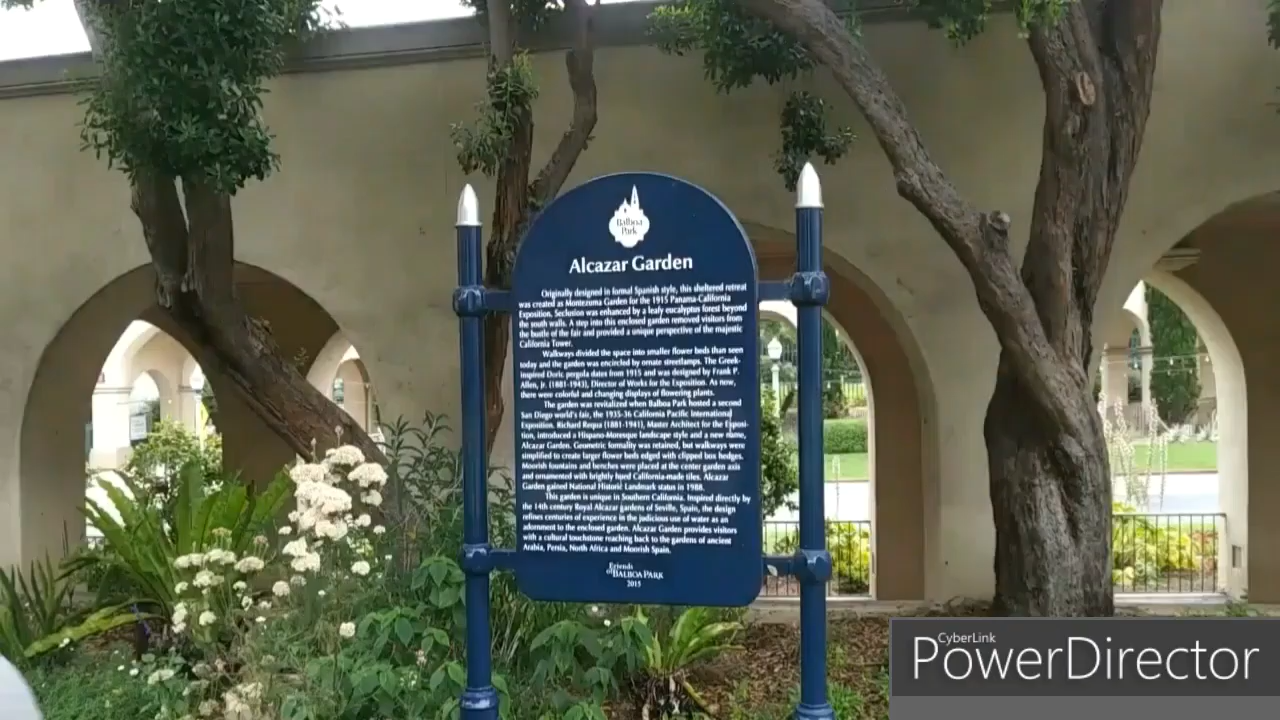 Balboa
Park
Alcazar Garden
Originally designed in formal Spanish style, this sheltered retreat
was created as Montezuma Garden for the 1915 Panama-California
Exposition. Seclusion was enhanced by a leafy eucalyptus forest beyond
the south walls. A step into this enclosed garden removed visitors from
the bustle of the fair and provided a unique perspective of the majestic
California Tower.
Walkways divided the space into smaller flower beds than seen
today and the garden was encircled by ornate streetlamps. The Greek-
inspired Doric pergola dates from 1915 and was designed by Frank P.
Allen, Jr. (1881-1943), Director of Works for the Exposition. As now,
there were colorful and changing displays of flowering plants.
The garden was revitalized when Balboa Park hosted a second
San Diego world's fair, the 1935-36 California Pacific International
Exposition. Richard Requa (1881-1941), Master Architect for the Exposi-
tion, introduced a Hispano-Moresque landscape style and a new name,
Alcazar Garden. Geometric formality was retained, but walkways were
simplified to create larger flower beds edged with clipped box hedges.
Moorish fountains and benches were placed at the center garden axis
and ornamented with brightly hued California-made tiles. Alcazar
Garden gained National Historic Landmark status in 1988.
This garden is unique in Southern California. Inspired directly by
the 14th century Royal Alcazar gardens of Seville, Spain, the design
refines centuries of experience in the judicious use of water as an
adornment to the enclosed garden. Alcazar Garden provides visitors
with a cultural touchstone reaching back to the gardens of ancient
Arabia, Persia, North Africa and Moorish Spain.
Friends
of BALBOA PARK
2015
CyberLink
PowerDirector